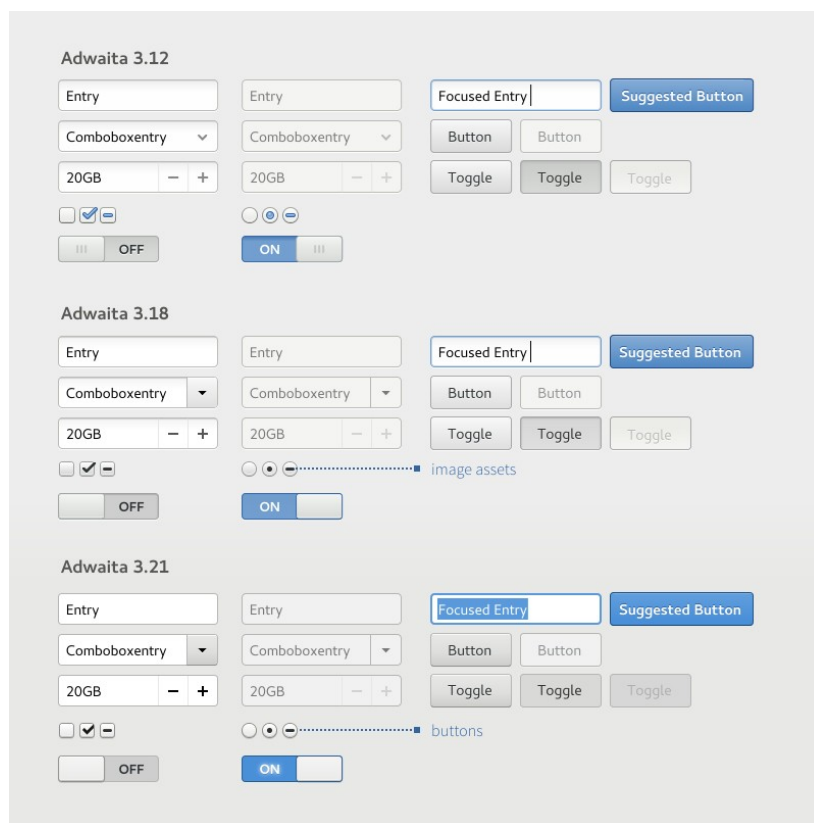 Adwaita 3.12
Entry Entry Focused Entry Suggested Button
Comboboxentry Comboboxentry Button Button
20GB 20GB Toggle Toggle Toggle
OFF ON
Adwaita 3.18
Entry Entry Focused Entry Suggested Button
Comboboxentry Comboboxentry Button Button
20GB 20GB Toggle Toggle Toggle
image assets
OFF ON
Adwaita 3.21
Entry Entry Focused Entry Suggested Button
Comboboxentry Comboboxentry Button Button
20GB 20GB Toggle Toggle Toggle
buttons
OFF ON